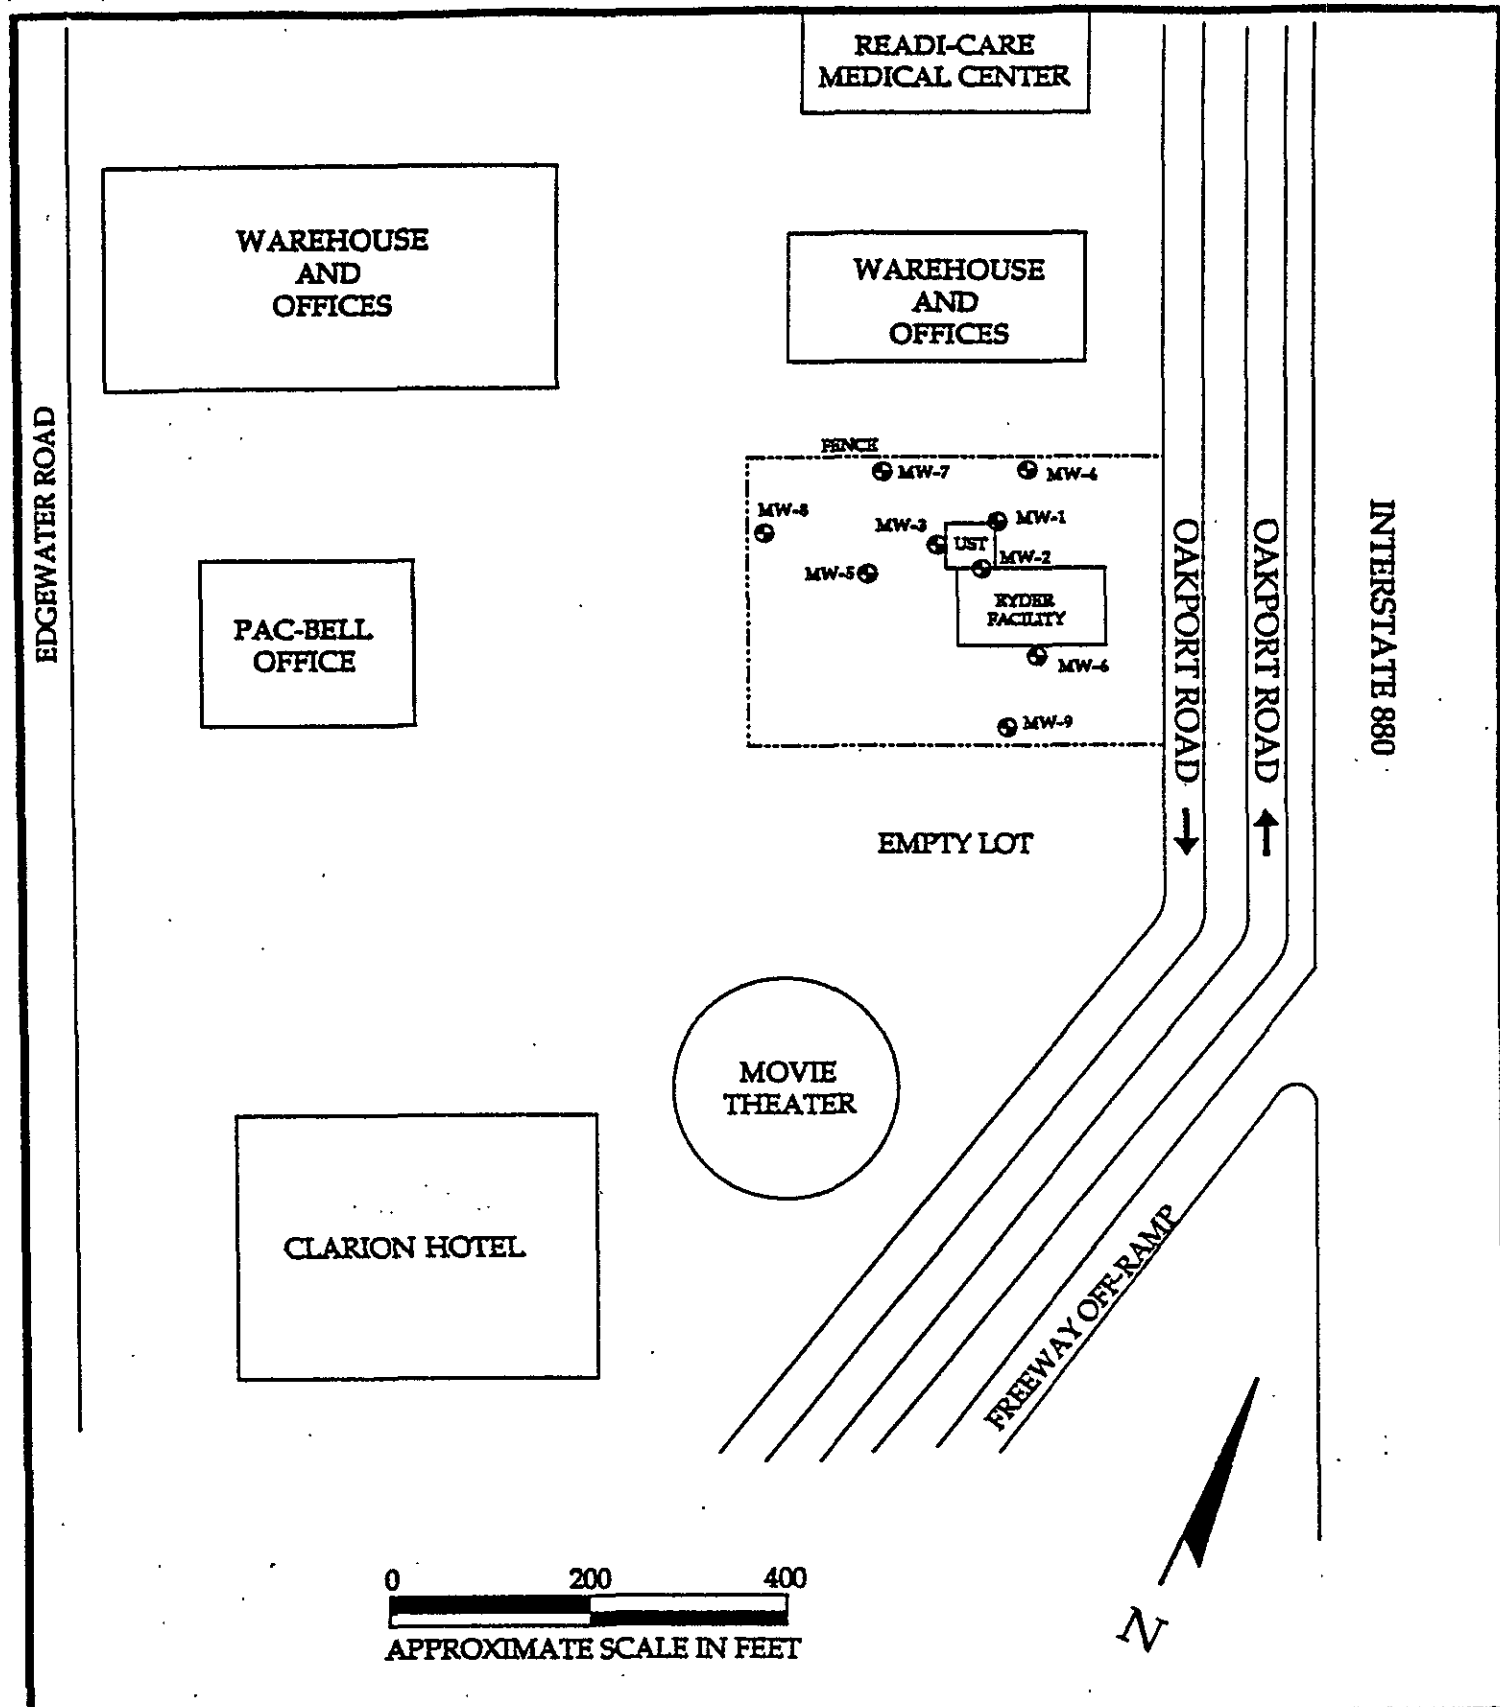 READI-CARE
MEDICAL CENTER
WAREHOUSE
AND
OFFICES
WAREHOUSE
AND
OFFICES
EDGEWATER ROAD
FENCE
MW-7
MW-4
MW-8
MW-3
MW-1
UST
MW-2
MW-5
RYDER
FACILITY
MW-6
MW-9
PAC-BELL
OFFICE
OAKPORT ROAD
OAKPORT ROAD
INTERSTATE 880
EMPTY LOT
MOVIE
THEATER
CLARION HOTEL
FREEWAY OFF-RAMP
N
0 200 400
APPROXIMATE SCALE IN FEET